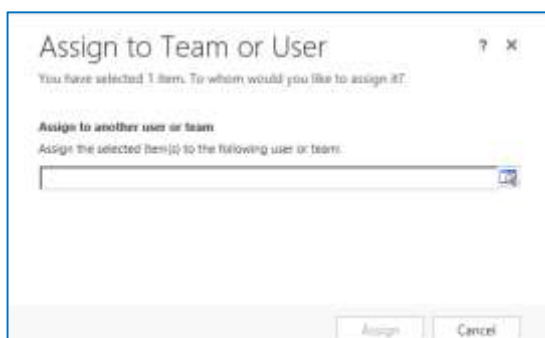 Assign to Team or User
? ×
You have selected 1 item. To whom would you like to assign it?
Assign to another user or team
Assign the selected item(s) to the following user or team:
Assign Cancel